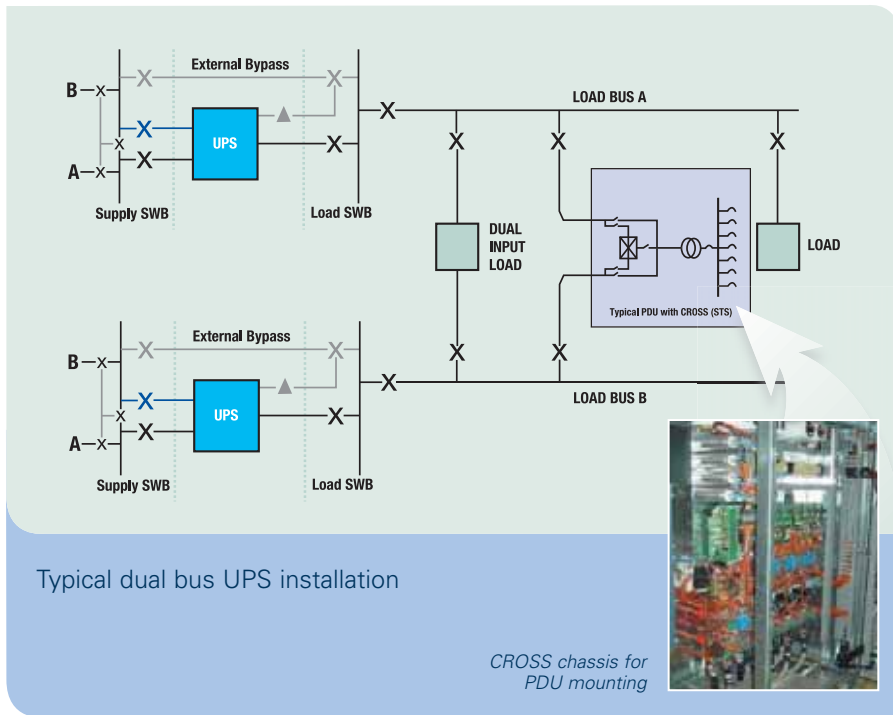 External Bypass
B
LOAD BUS A
UPS
A
Supply SWB
Load SWB
DUAL
INPUT
LOAD
LOAD
Typical PDU with CROSS (STS)
External Bypass
B
UPS
LOAD BUS B
A
Supply SWB
Load SWB
Typical dual bus UPS installation
CROSS chassis for
PDU mounting